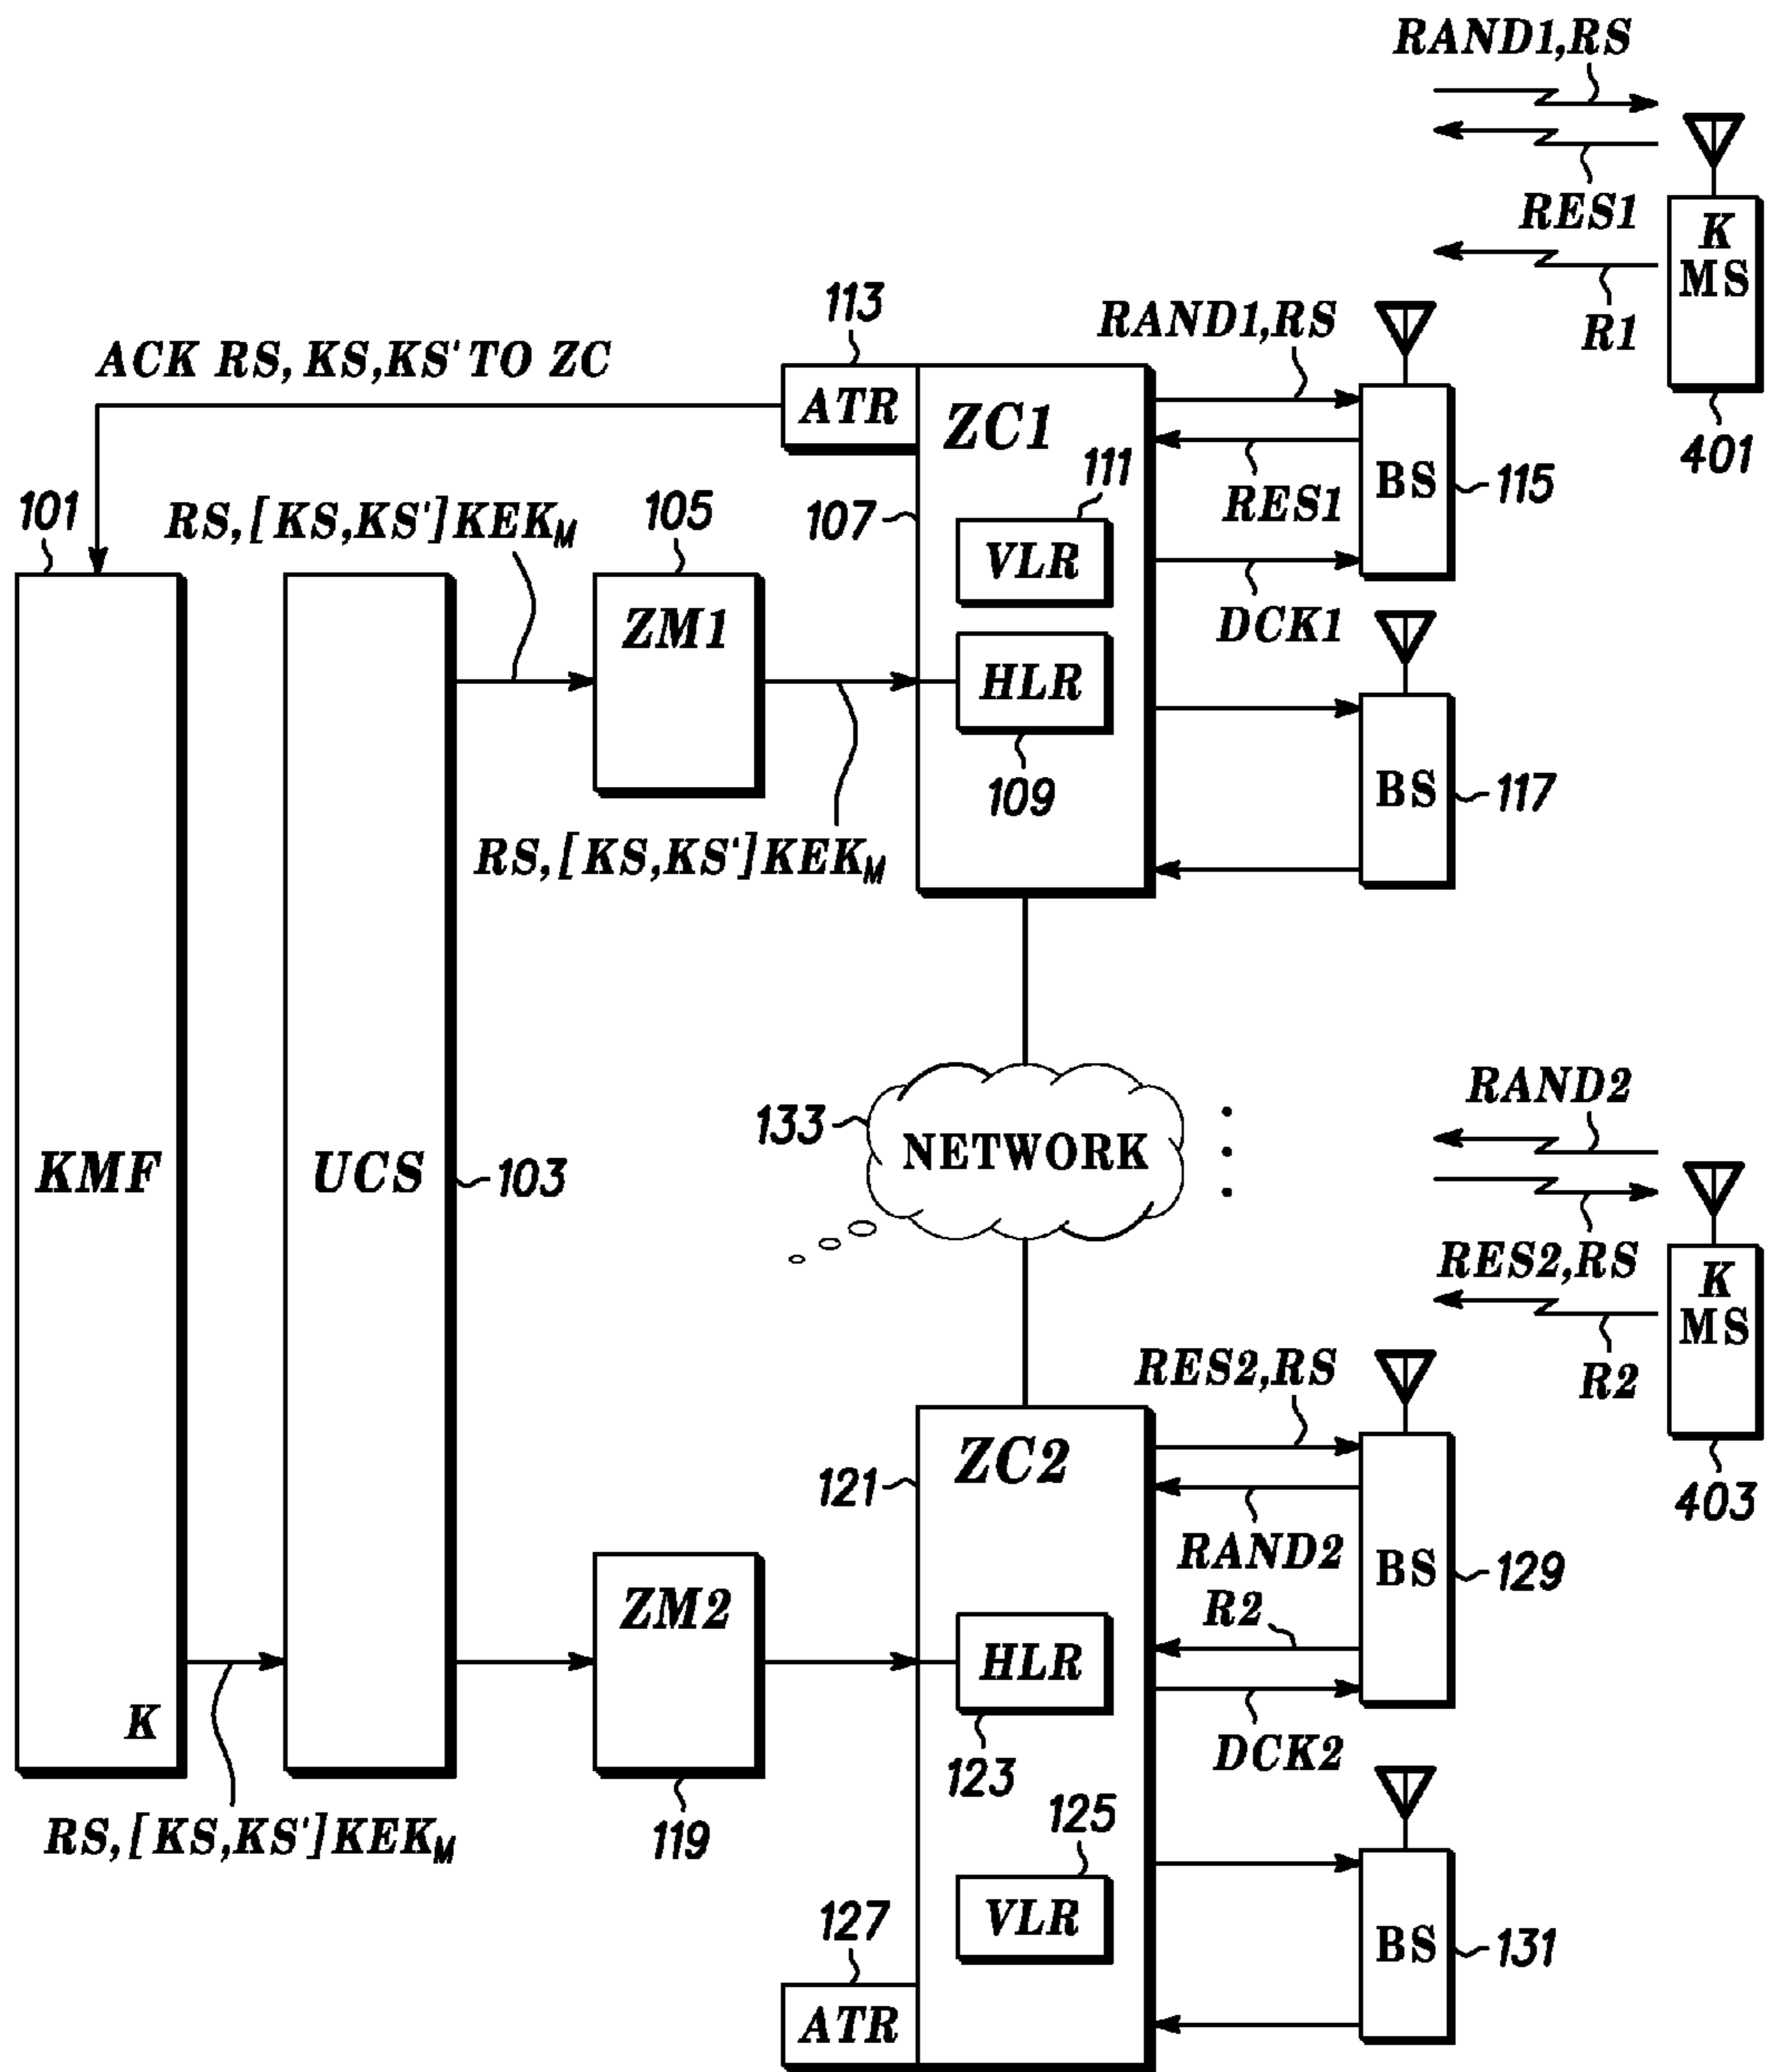 RAND1,RS
RES1
R1
K
MS
401
113
ACK RS, KS,KS' TO ZC
ATR
ZC1
RAND1,RS
111
BS
115
RES1
101
RS,[KS,KS']KEKM
105
107
VLR
DCK1
KMF
UCS
103
ZM1
HLR
109
BS
117
RS,[KS,KS']KEKM
133
NETWORK
RAND2
RES2,RS
R2
K
MS
403
RES2,RS
121
ZC2
RAND2
BS
129
R2
ZM2
HLR
123
DCK2
K
RS,[KS,KS']KEKM
119
125
VLR
127
ATR
BS
131